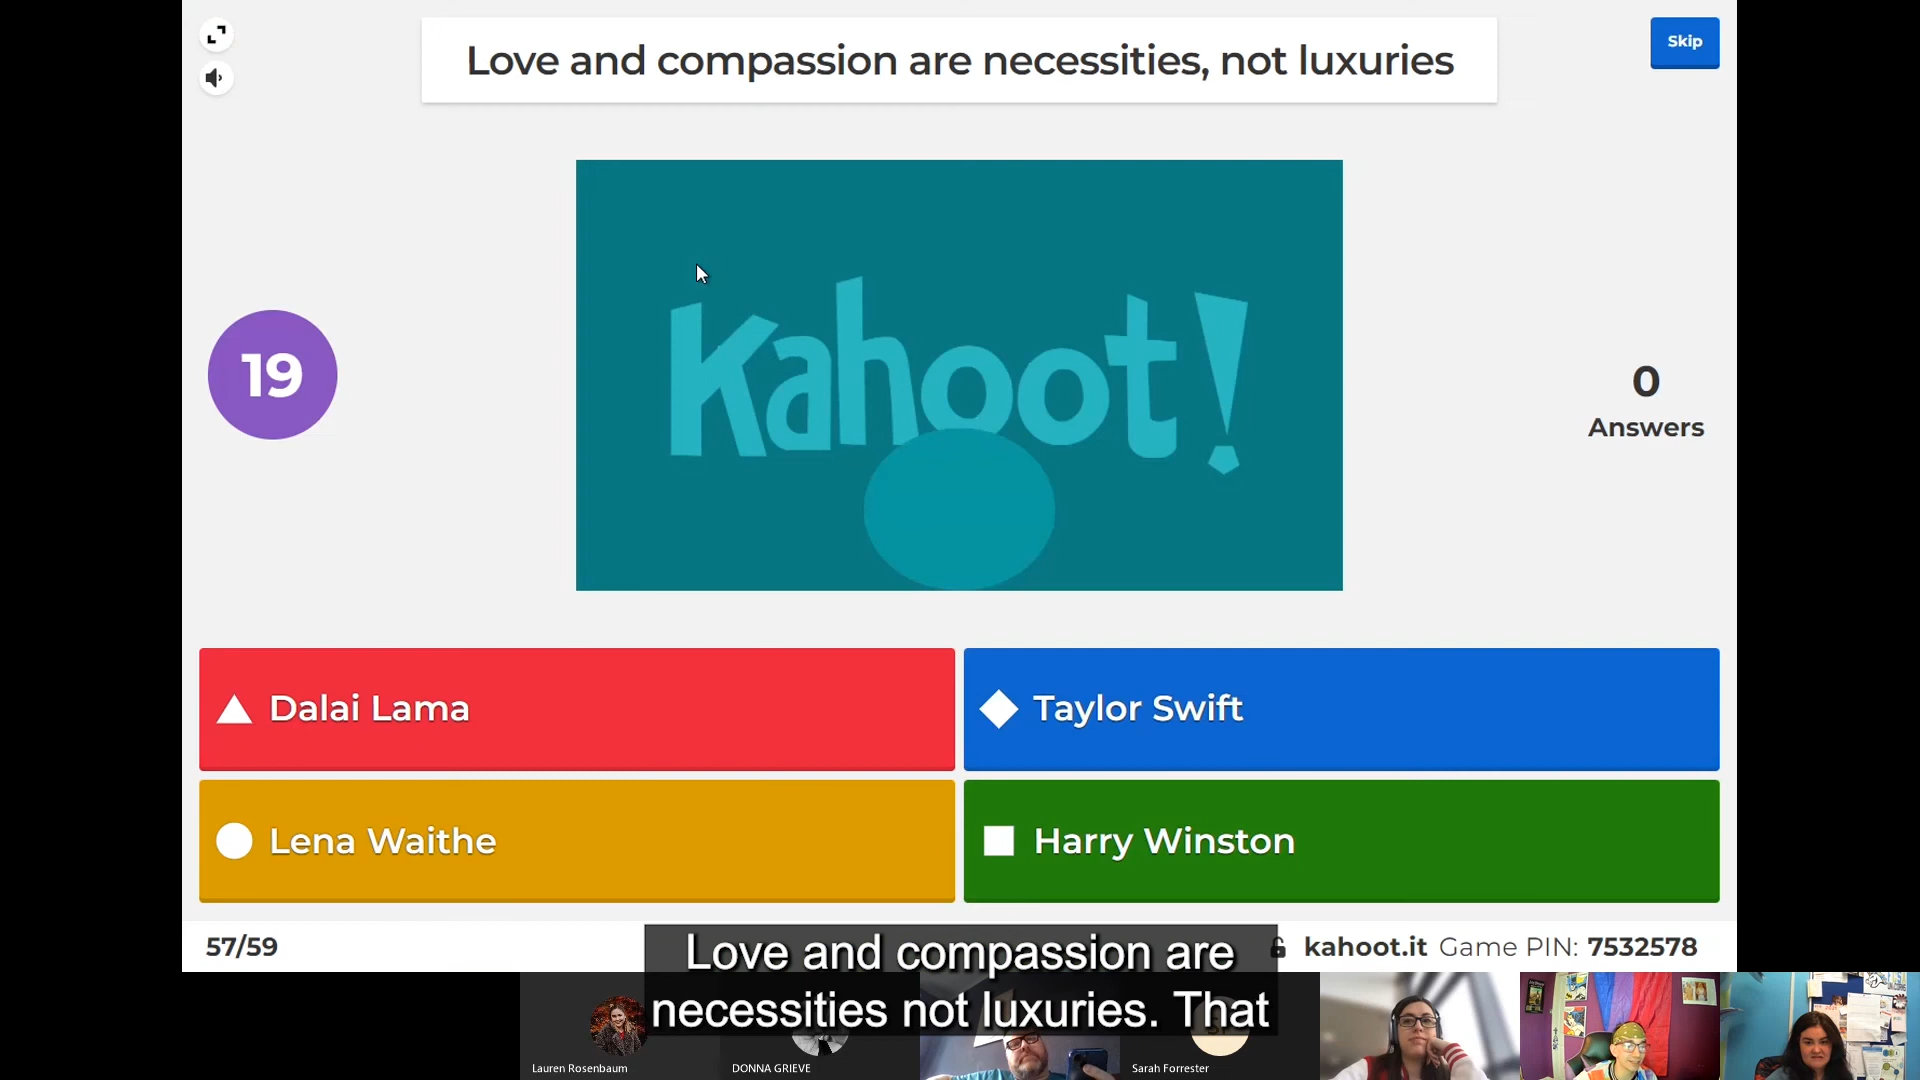 Love and compassion are necessities, not luxuries
Skip
Kahoot!
19
0
Answers
Dalai Lama
Taylor Swift
Lena Waithe
Harry Winston
57/59
kahoot.it Game PIN: 7532578
Love and compassion are
necessities not luxuries. That
Lauren Rosenbaum
DONNA GRIEVE
Sarah Forrester